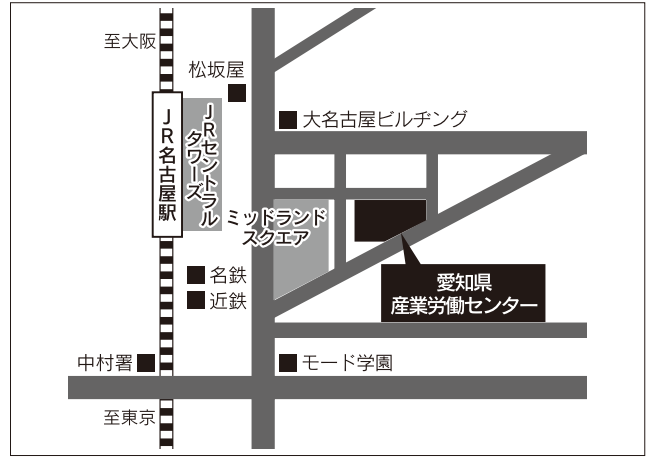 至大阪
松坂屋
大名古屋ビルヂング
JR名古屋駅
JRセントラル
タワーズ
ミッドランド
スクエア
名鉄
近鉄
愛知県
産業労働センター
中村署
モード学園
至東京